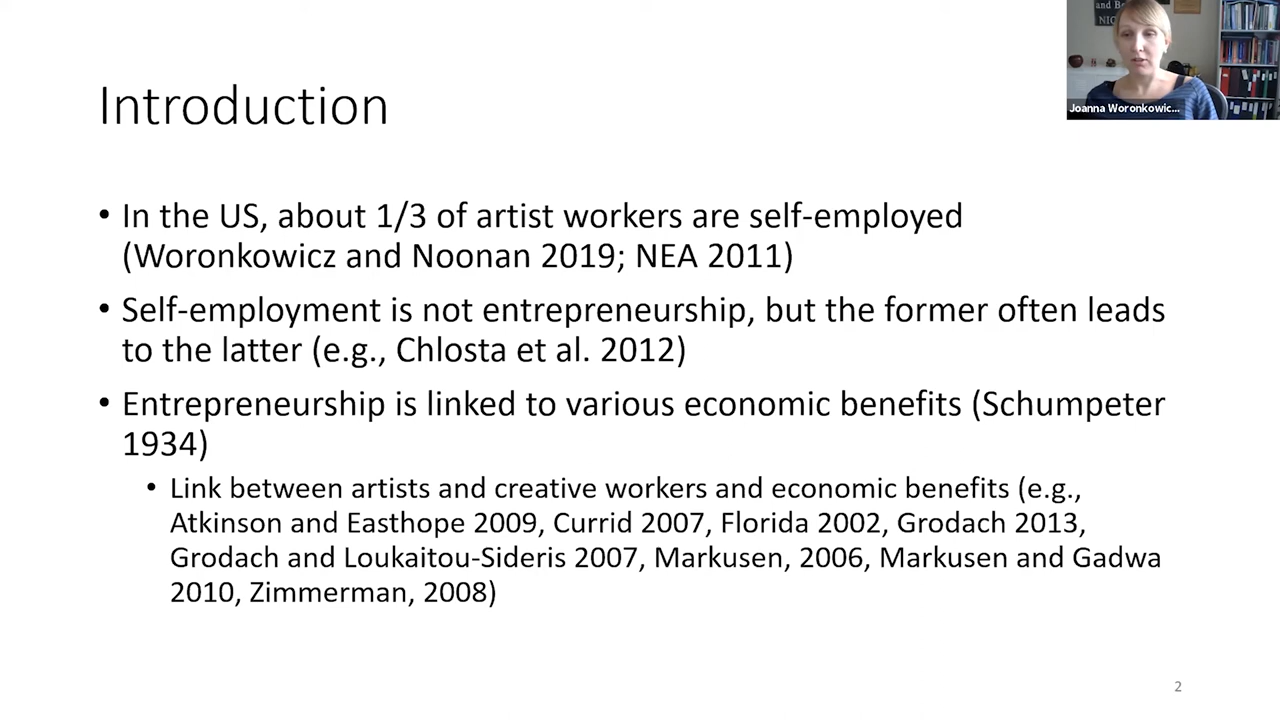 and B
NIC
Joanna Woronkowic...
Introduction
• In the US, about 1/3 of artist workers are self-employed
(Woronkowicz and Noonan 2019; NEA 2011)
• Self-employment is not entrepreneurship, but the former often leads
to the latter (e.g., Chlosta et al. 2012)
• Entrepreneurship is linked to various economic benefits (Schumpeter
1934)
• Link between artists and creative workers and economic benefits (e.g.,
Atkinson and Easthope 2009, Currid 2007, Florida 2002, Grodach 2013,
Grodach and Loukaitou-Sideris 2007, Markusen, 2006, Markusen and Gadwa
2010, Zimmerman, 2008)
2